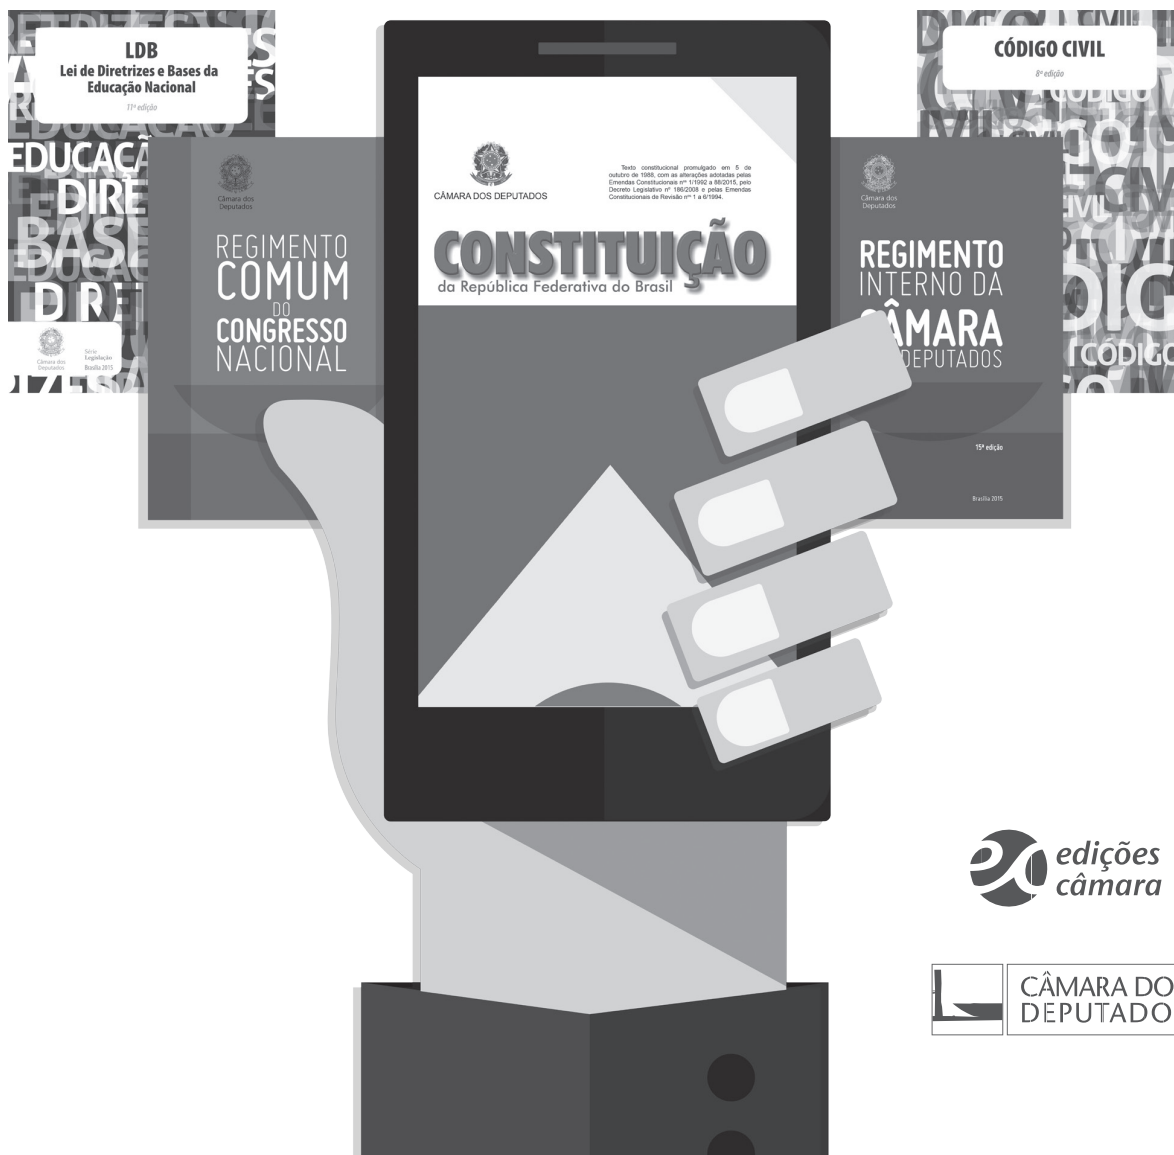 LDB
Lei de Diretrizes e Bases da
Educação Nacional
11ª edição
EDUCAÇÃ
DIRE
BASE
EDUCAÇ
DIRE
Câmara dos
Deputados
Série
Legislação
Brasília 2015
Câmara dos
Deputados
REGIMENTO
COMUM
DO
CONGRESSO
NACIONAL
CÂMARA DOS DEPUTADOS
Texto constitucional promulgado em 5 de
outubro de 1988, com as alterações adotadas pelas
Emendas Constitucionais nºs 1/1992 a 88/2015, pelo
Decreto Legislativo nº 186/2008 e pelas Emendas
Constitucionais de Revisão nºs 1 a 6/1994.
CONSTITUIÇÃO
da República Federativa do Brasil
Câmara dos
Deputados
REGIMENTO
INTERNO DA
CÂMARA
DEPUTADOS
15ª edição
Brasília 2015
CÓDIGO CIVIL
8ª edição
CÓDIGO
edições
câmara
CÂMARA DO
DEPUTADO